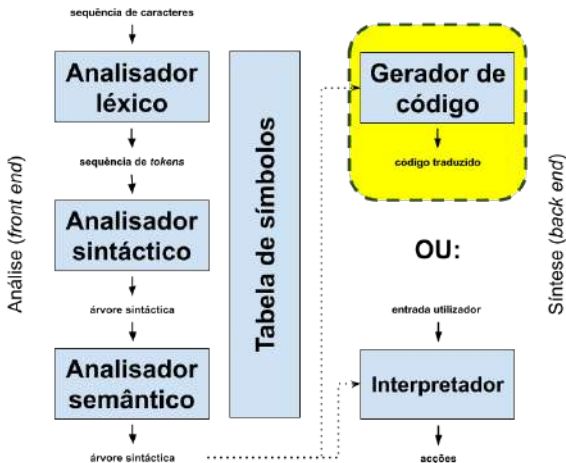 sequência de caracteres
Analisador
léxico
sequência de tokens
Analisador
sintáctico
árvore sintáctica
Analisador
semântico
árvore sintáctica
Análise (front end)
Tabela de símbolos
Gerador de
código
código traduzido
OU:
entrada utilizador
Interpretador
acções
Síntese (back end)